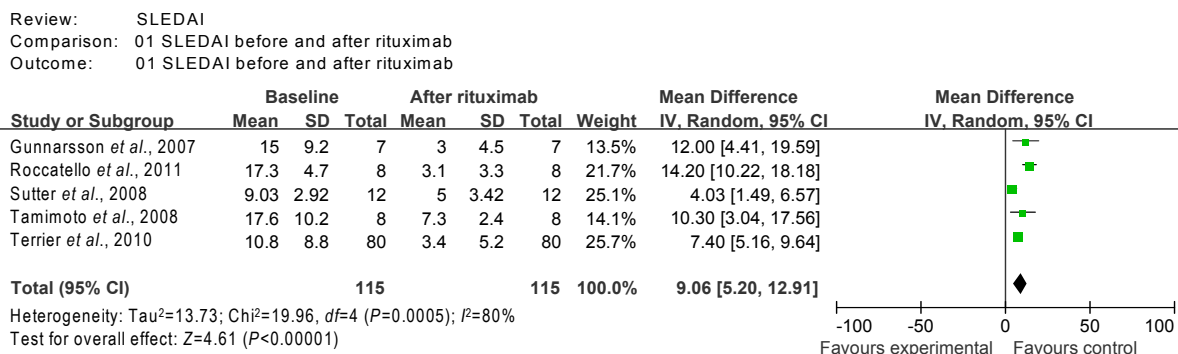 Review: SLEDAI
Comparison: 01 SLEDAI before and after rituximab
Outcome: 01 SLEDAI before and after rituximab
Baseline After rituximab Mean Difference Mean Difference
Study or Subgroup Mean SD Total Mean SD Total Weight IV, Random, 95% CI IV, Random, 95% CI
Gunnarsson et al., 2007 15 9.2 7 3 4.5 7 13.5% 12.00 [4.41, 19.59]
Roccatello et al., 2011 17.3 4.7 8 3.1 3.3 8 21.7% 14.20 [10.22, 18.18]
Sutter et al., 2008 9.03 2.92 12 5 3.42 12 25.1% 4.03 [1.49, 6.57]
Tamimoto et al., 2008 17.6 10.2 8 7.3 2.4 8 14.1% 10.30 [3.04, 17.56]
Terrier et al., 2010 10.8 8.8 80 3.4 5.2 80 25.7% 7.40 [5.16, 9.64]
Total (95% CI) 115 115 100.0% 9.06 [5.20, 12.91]
Heterogeneity: Tau²=13.73; Chi²=19.96, df=4 (P=0.0005); I²=80%
Test for overall effect: Z=4.61 (P<0.00001)
-100 -50 0 50 100
Favours experimental Favours control